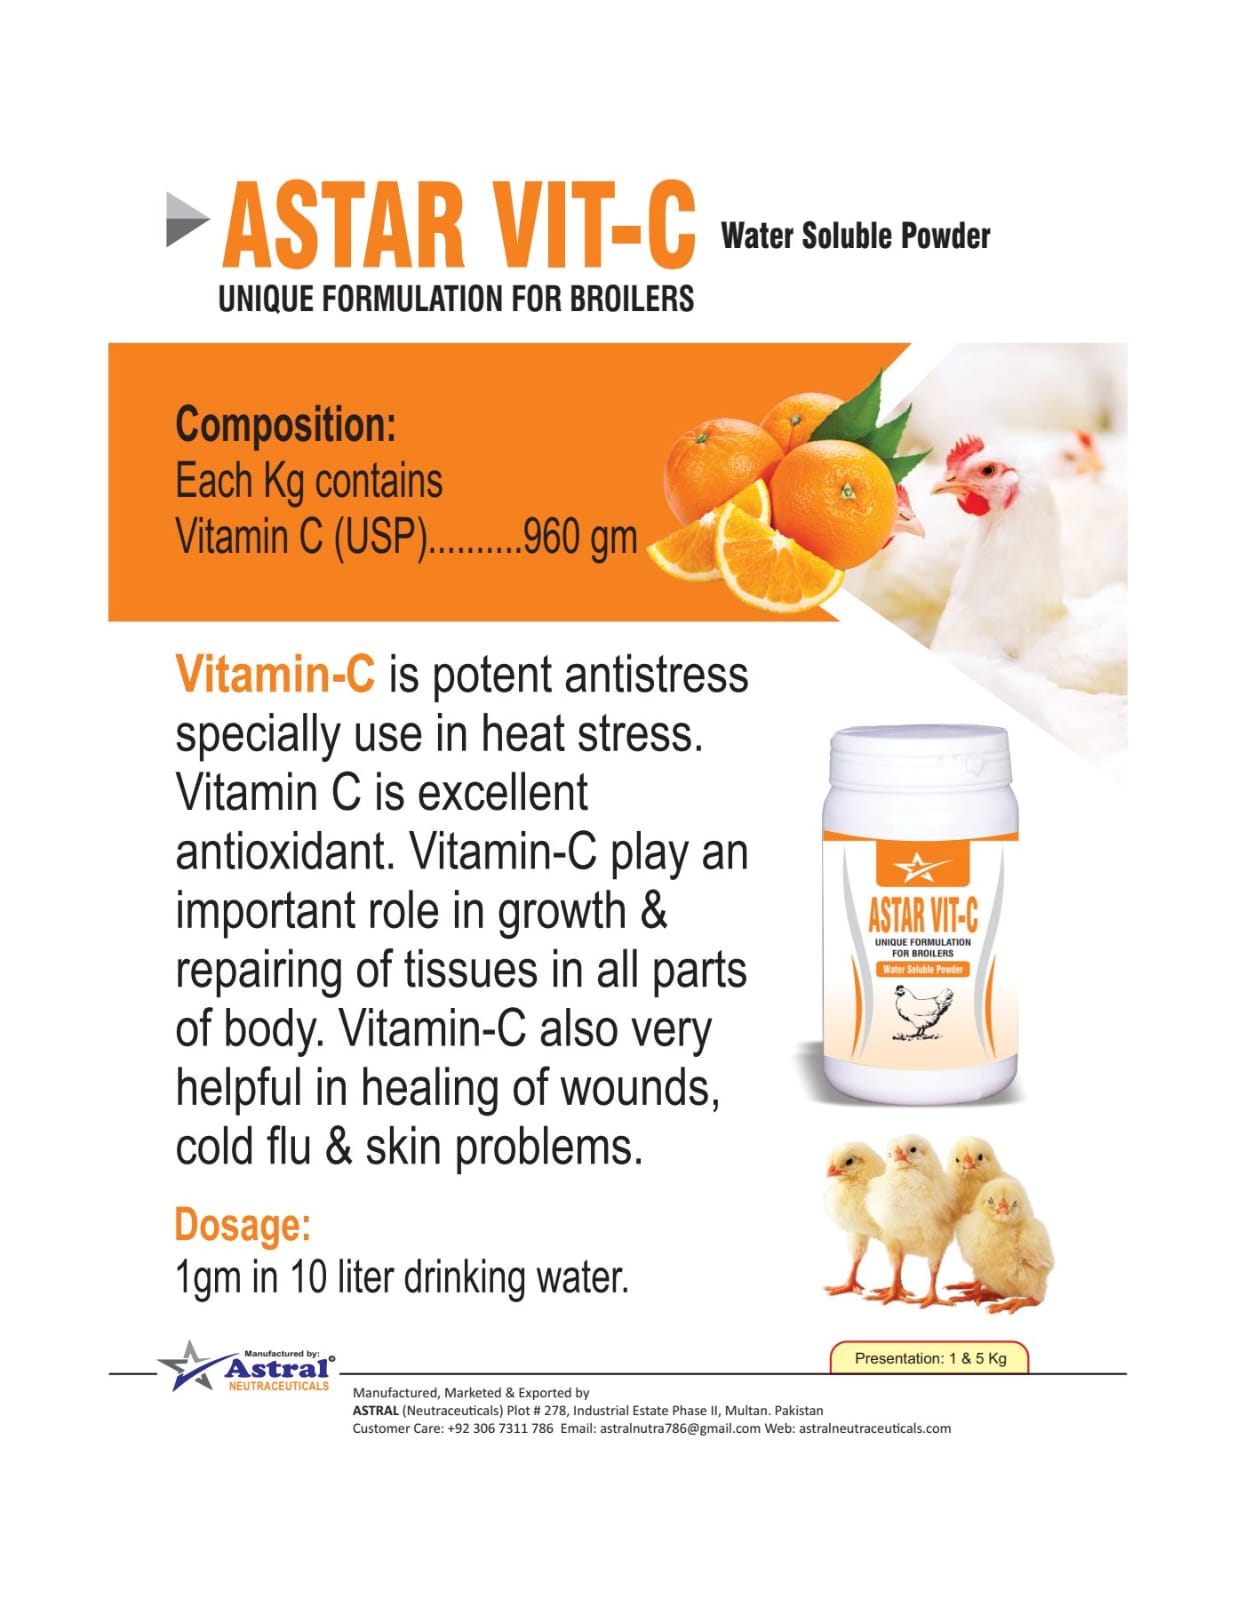 ASTAR VIT-C Water Soluble Powder
UNIQUE FORMULATION FOR BROILERS
Composition:
Each Kg contains
Vitamin C (USP)..........960 gm
Vitamin-C is potent antistress
specially use in heat stress.
Vitamin C is excellent
antioxidant. Vitamin-C play an
important role in growth &
repairing of tissues in all parts
of body. Vitamin-C also very
helpful in healing of wounds,
cold flu & skin problems.
Dosage:
1gm in 10 liter drinking water.
ASTAR VIT-C
UNIQUE FORMULATION
FOR BROILERS
Water Soluble Powder
Presentation: 1 & 5 Kg
Manufactured by:
Astral®
NEUTRACEUTICALS
Manufactured, Marketed & Exported by
ASTRAL (Neutraceuticals) Plot # 278, Industrial Estate Phase II, Multan. Pakistan
Customer Care: +92 306 7311 786 Email: astralnutra786@gmail.com Web: astralneutraceuticals.com